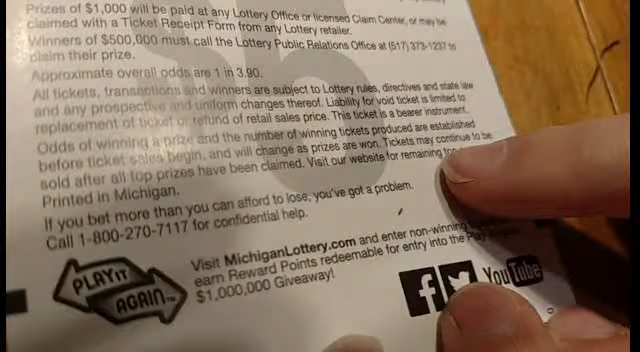 Prizes of $1,000 will be paid at any Lottery Office or licensed Claim Center, or may be
claimed with a Ticket Receipt Form from any Lottery retailer.
Winners of $500,000 must call the Lottery Public Relations Office at (517) 373-1237 to
claim their prize.
Approximate overall odds are 1 in 3.90.
All tickets, transactions and winners are subject to Lottery rules, directives and state law
and any prospective and uniform changes thereof. Liability for void ticket is limited to
replacement of ticket or refund of retail sales price. This ticket is a bearer instrument.
Odds of winning a prize and the number of winning tickets produced are established
before ticket sales begin, and will change as prizes are won. Tickets may continue to be
sold after all top prizes have been claimed. Visit our website for remaining
Printed in Michigan.
If you bet more than you can afford to lose, you've got a problem.
Call 1-800-270-7117 for confidential help.
Visit MichiganLottery.com and enter non-winning
earn Reward Points redeemable for entry into the Play
$1,000,000 Giveaway!
PLAY IT
AGAIN™
f
You Tube